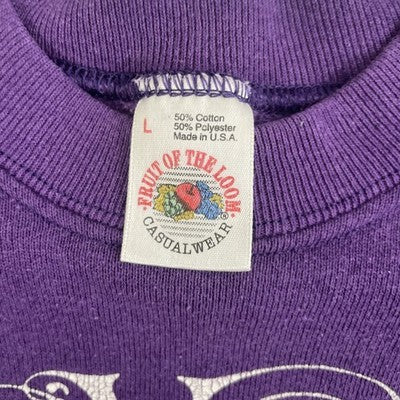 L
50% Cotton
50% Polyester
Made in U.S.A.
FRUIT OF THE LOOM
CASUALWEAR
®